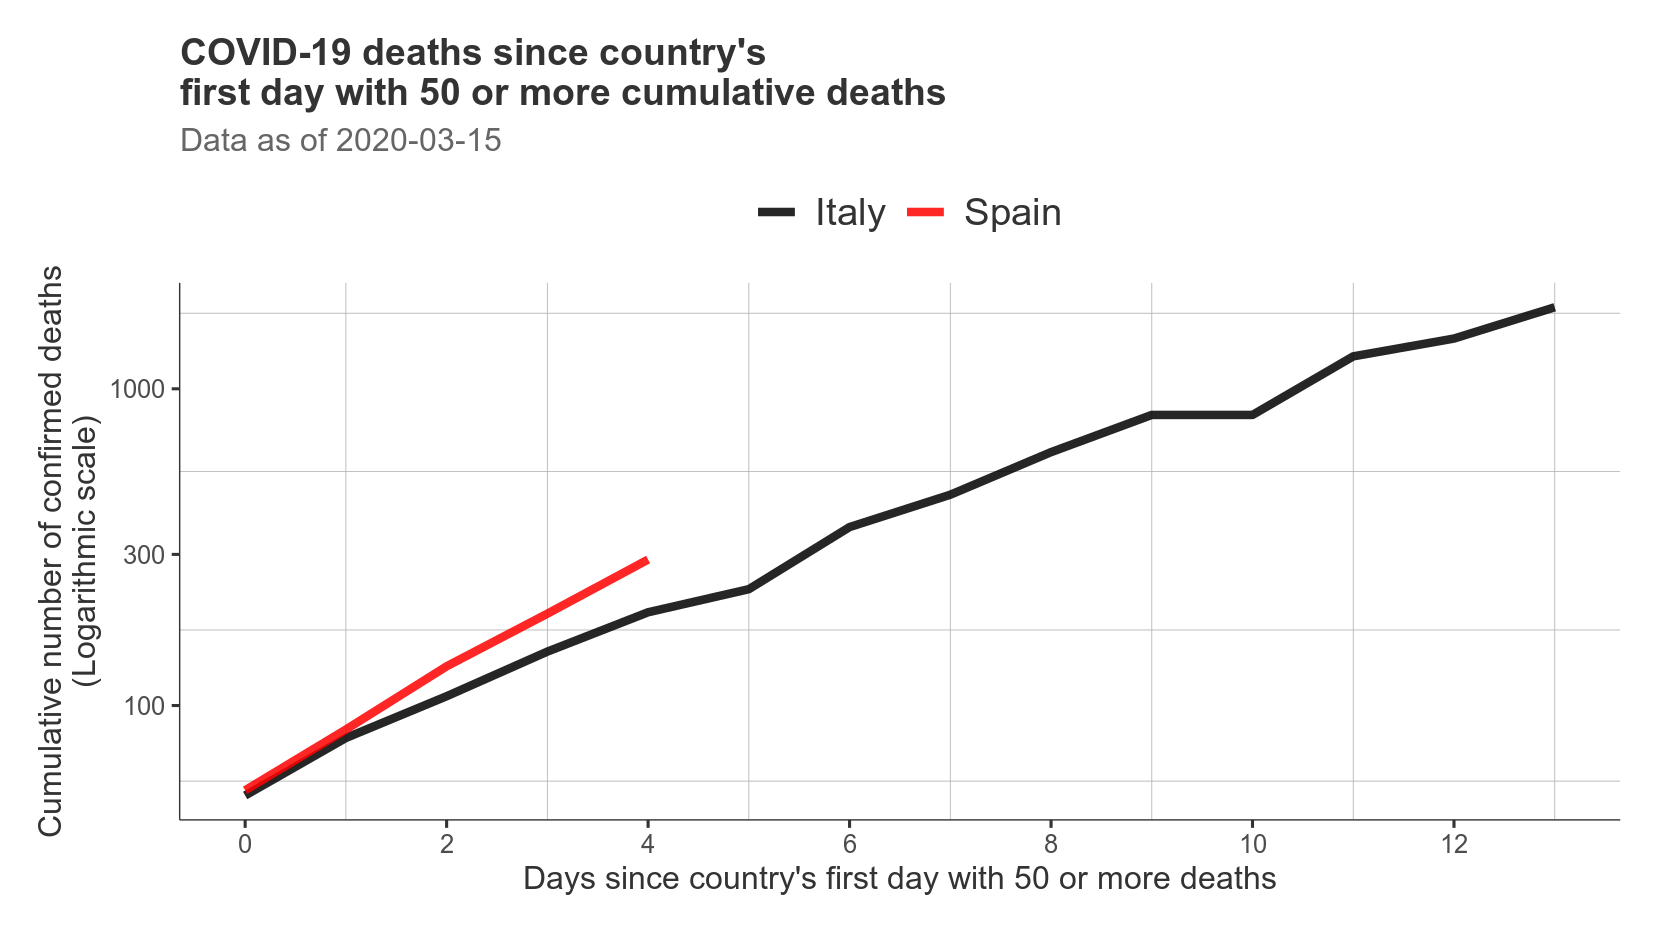 COVID-19 deaths since country's
first day with 50 or more cumulative deaths
Data as of 2020-03-15
Italy Spain
Cumulative number of confirmed deaths
(Logarithmic scale)
1000
300
100
0 2 4 6 8 10 12
Days since country's first day with 50 or more deaths